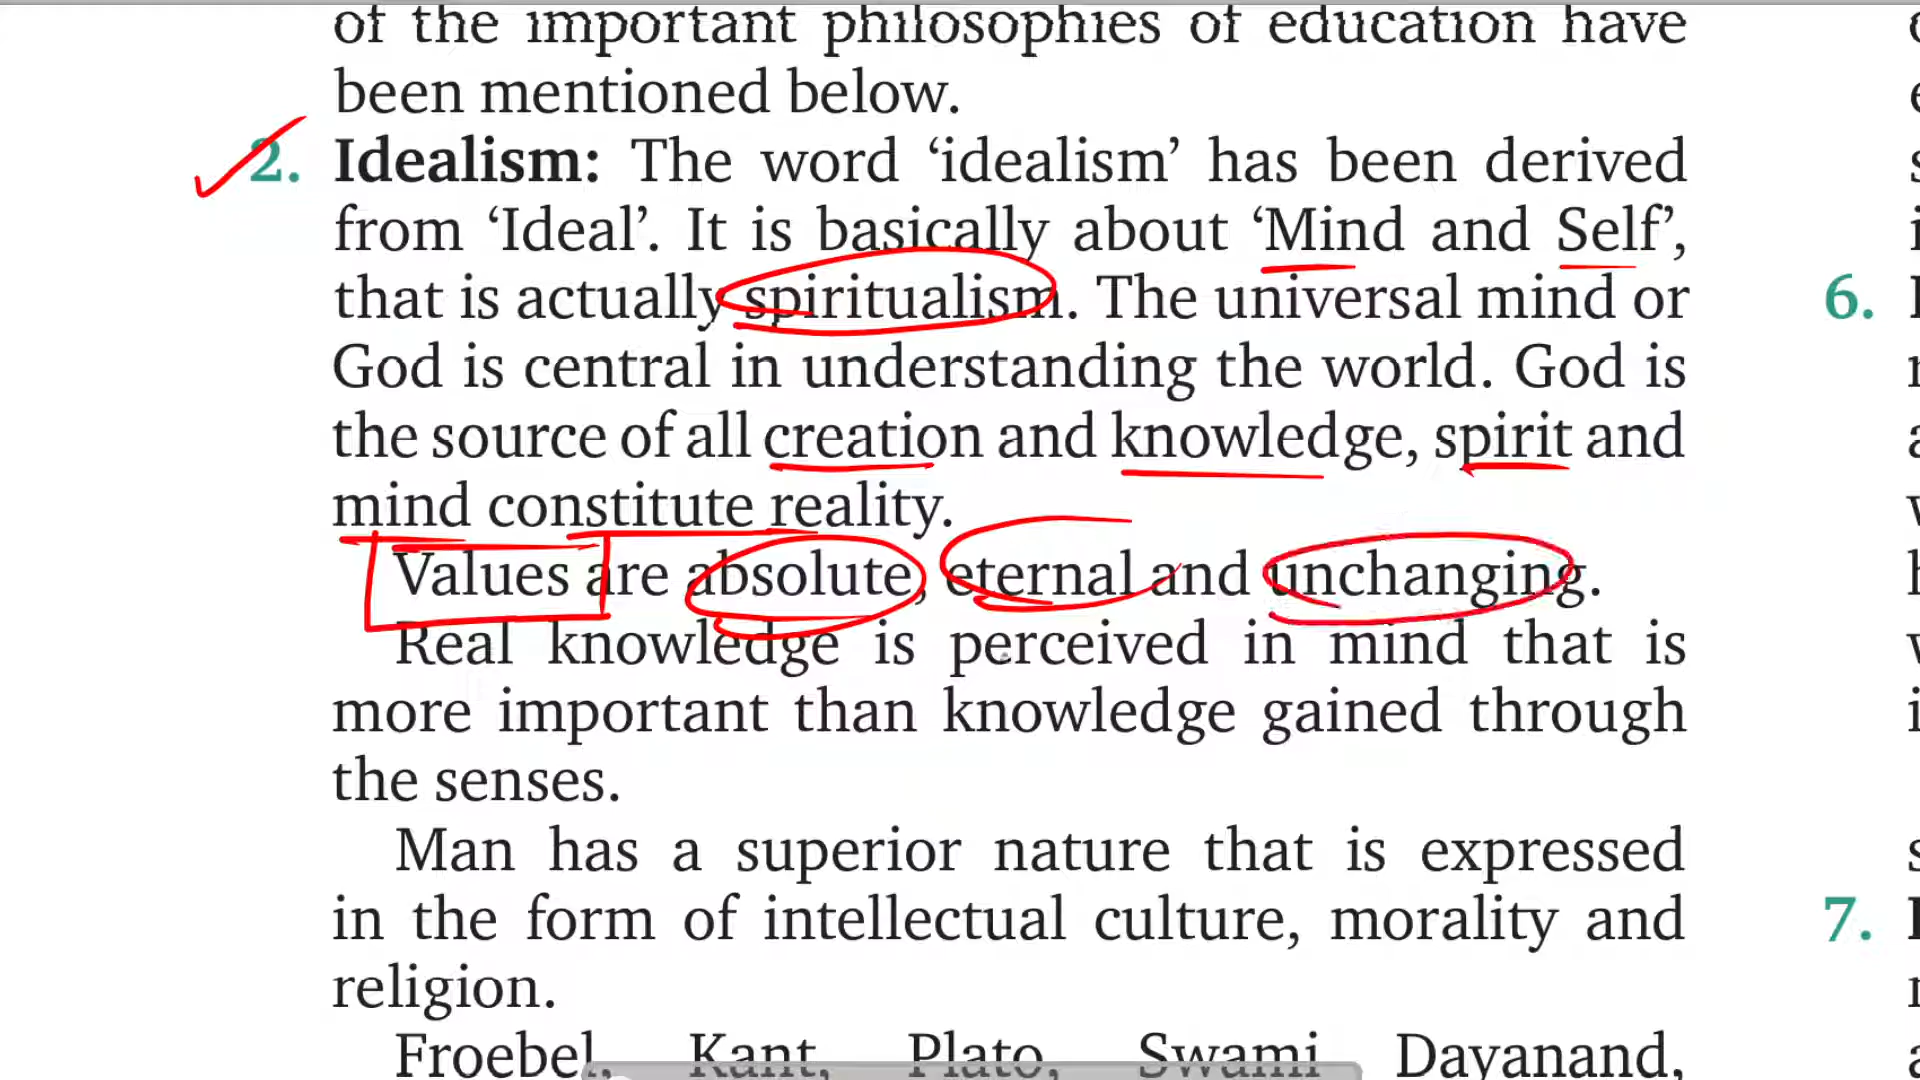 of the important philosophies of education have
been mentioned below.
2. Idealism: The word ‘idealism’ has been derived
from ‘Ideal’. It is basically about ‘Mind and Self’,
that is actually spiritualism. The universal mind or
God is central in understanding the world. God is
the source of all creation and knowledge, spirit and
mind constitute reality.
Values are absolute, eternal and unchanging.
Real knowledge is perceived in mind that is
more important than knowledge gained through
the senses.
Man has a superior nature that is expressed
in the form of intellectual culture, morality and
religion.
Froebel, Kant, Plato, Swami Dayanand,
6.
7.